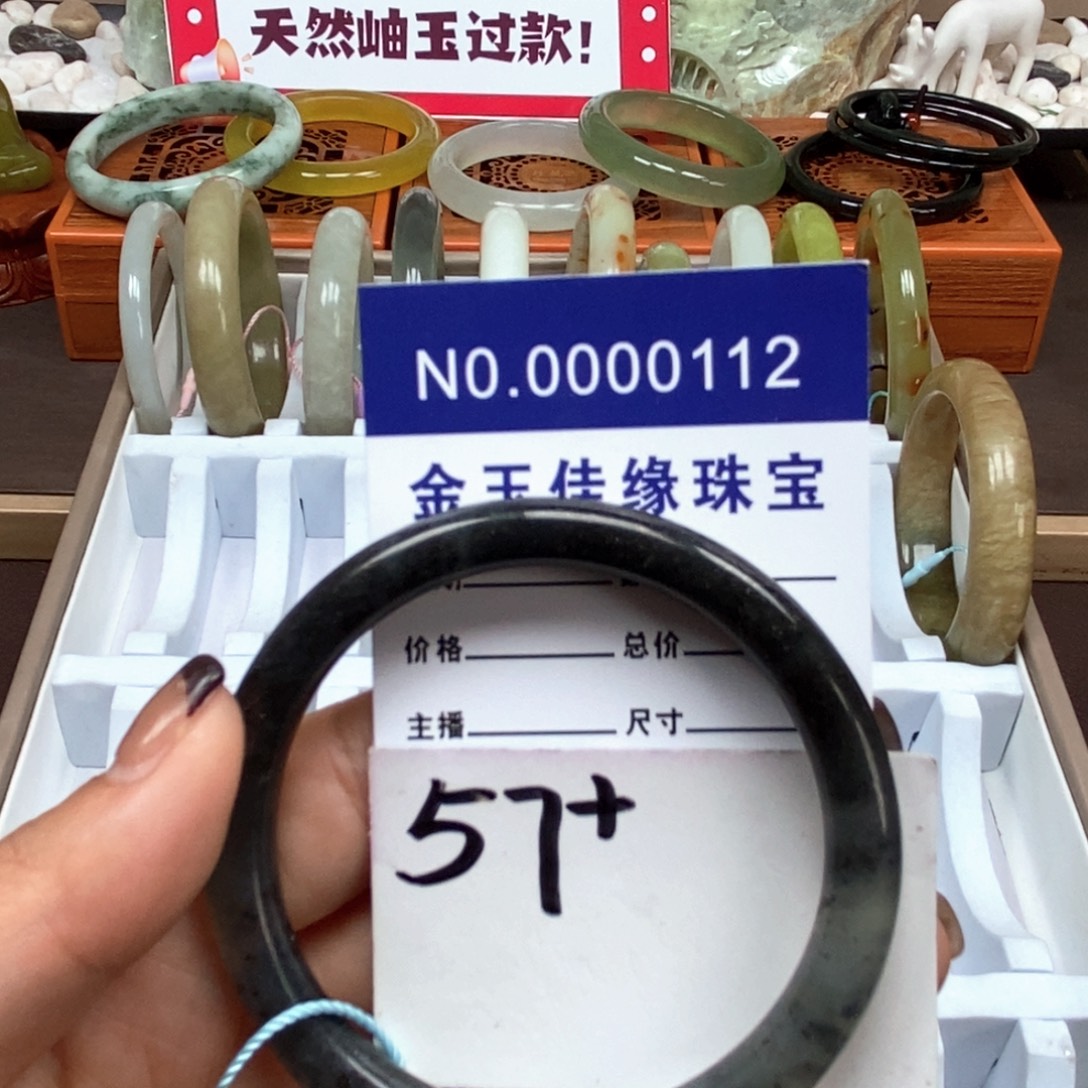 天然岫玉过款!
NO.0000112
金玉佳缘珠宝
价格 总价
主播 尺寸
57+